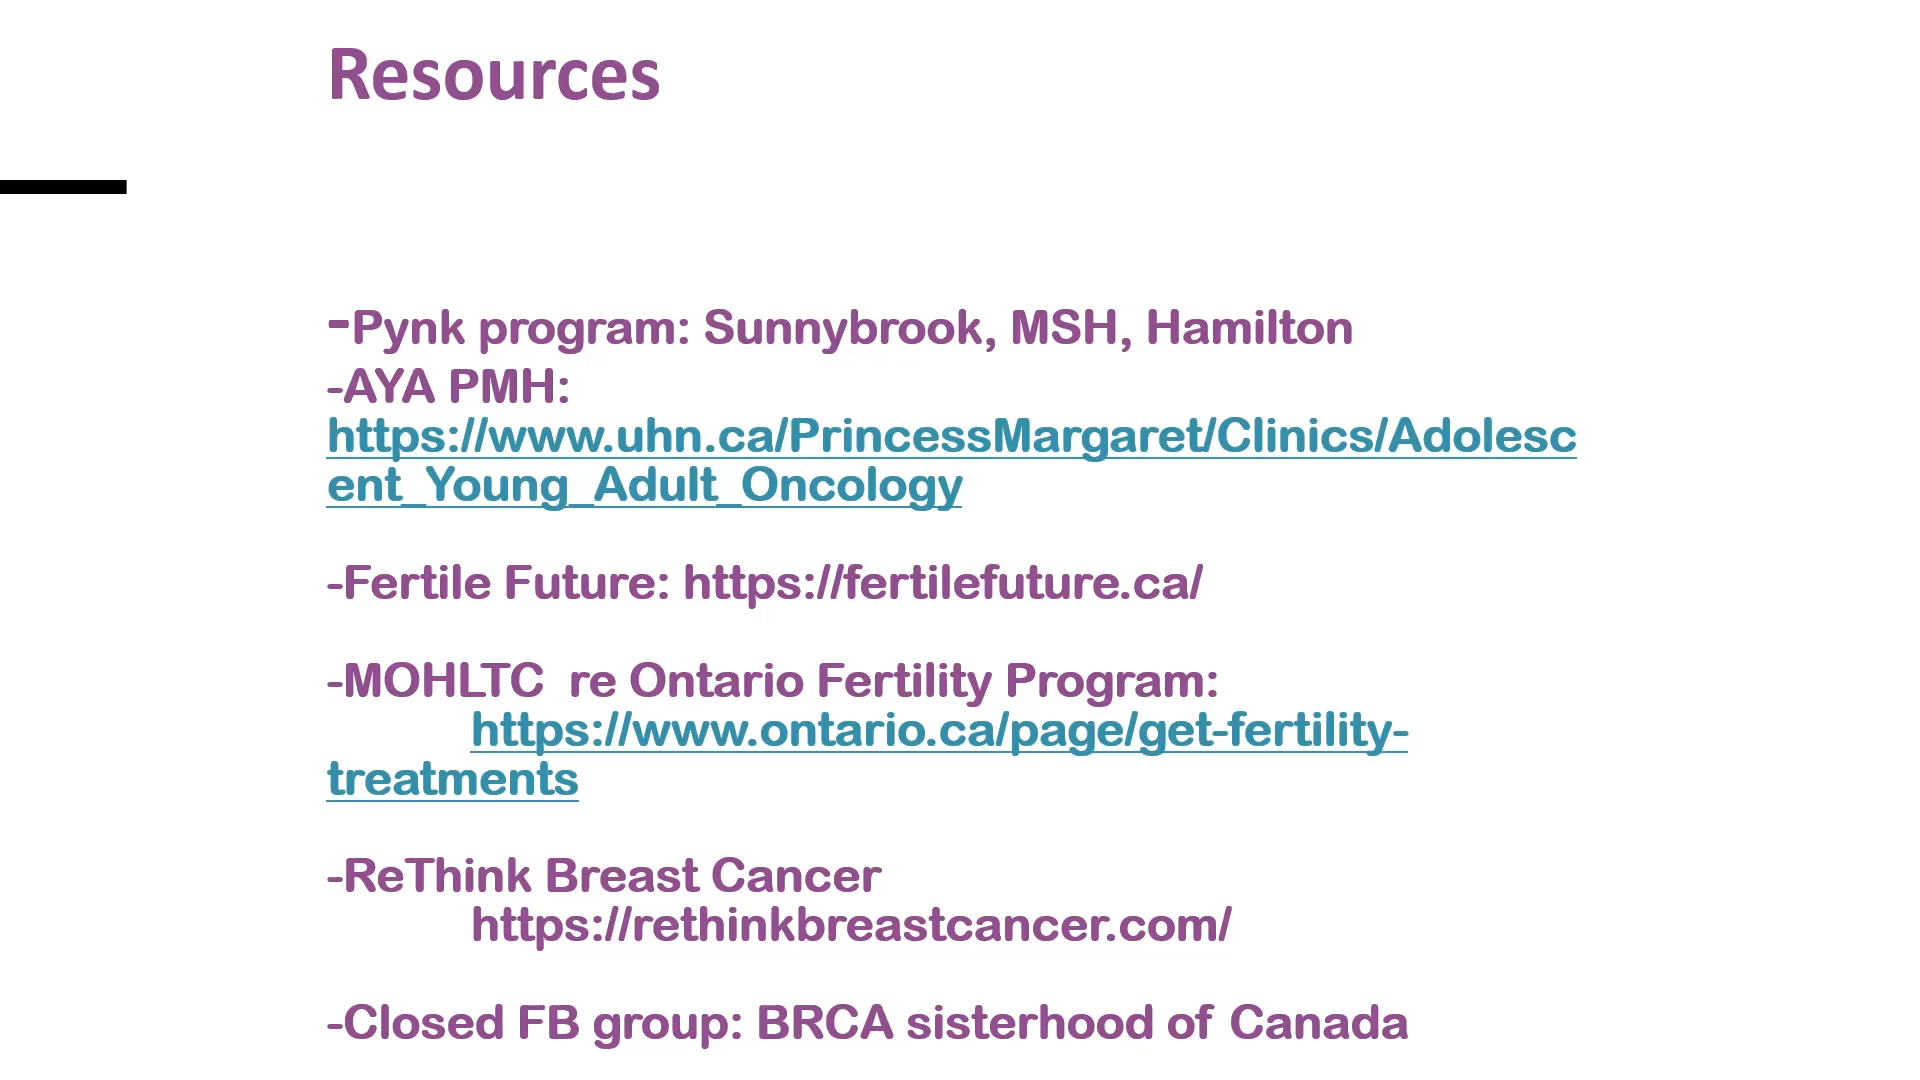 Resources
-Pynk program: Sunnybrook, MSH, Hamilton
-AYA PMH:
https://www.uhn.ca/PrincessMargaret/Clinics/Adolesc
ent_Young_Adult_Oncology
-Fertile Future: https://fertilefuture.ca/
-MOHLTC  re Ontario Fertility Program:
https://www.ontario.ca/page/get-fertility-
treatments
-ReThink Breast Cancer
https://rethinkbreastcancer.com/
-Closed FB group: BRCA sisterhood of Canada